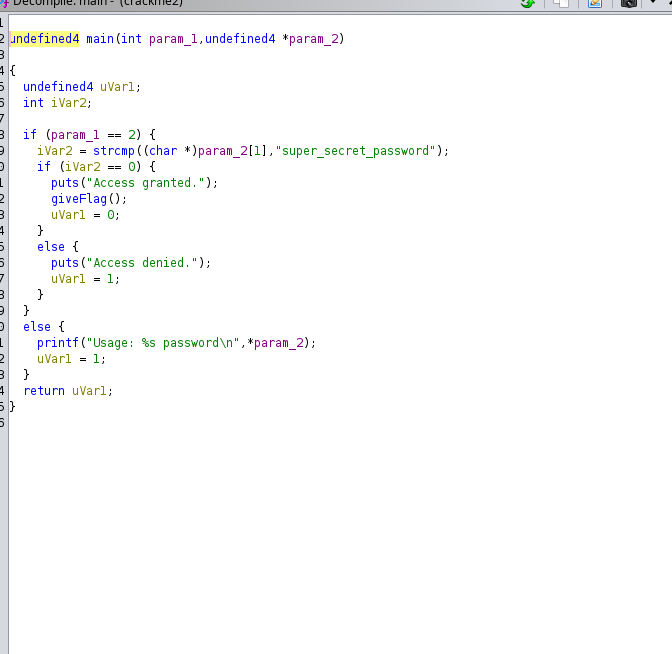 Decompile: main - (crackme2)
1
2 undefined4 main(int param_1,undefined4 *param_2)
3
4 {
5   undefined4 uVar1;
6   int iVar2;
7
8   if (param_1 == 2) {
9     iVar2 = strcmp((char *)param_2[1],"super_secret_password");
0     if (iVar2 == 0) {
1       puts("Access granted.");
2       giveFlag();
3       uVar1 = 0;
4     }
5     else {
6       puts("Access denied.");
7       uVar1 = 1;
8     }
9   }
0   else {
1     printf("Usage: %s password\n",*param_2);
2     uVar1 = 1;
3   }
4   return uVar1;
5 }
6